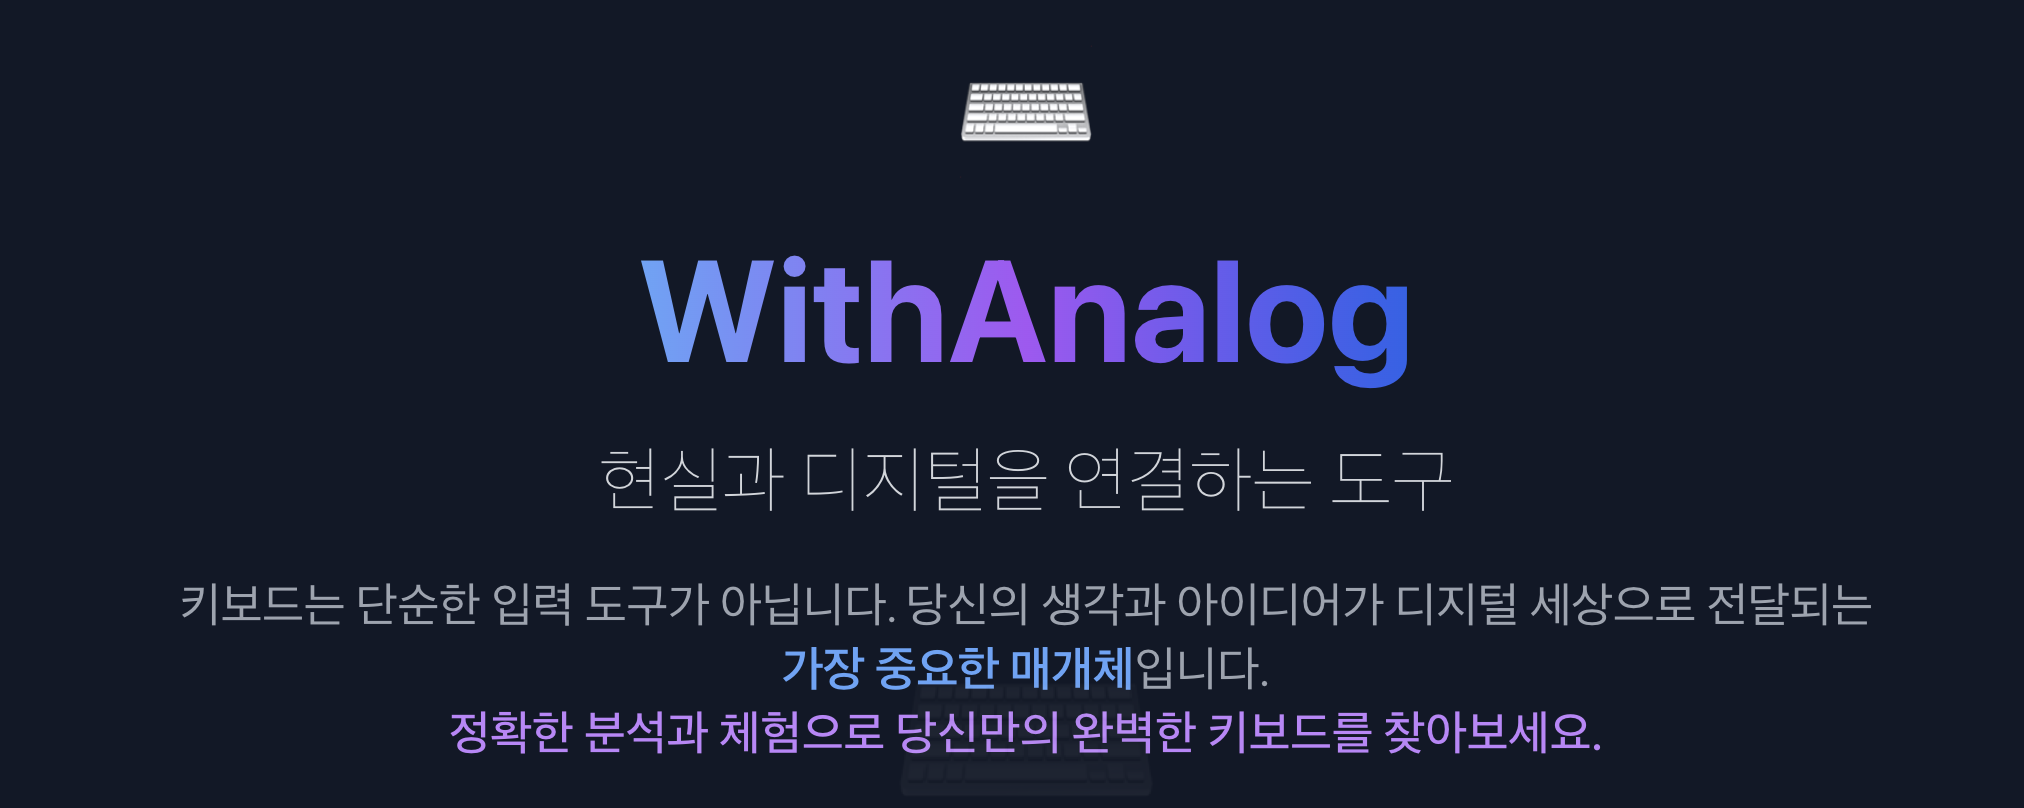 WithAnalog
현실과 디지털을 연결하는 도구
키보드는 단순한 입력 도구가 아닙니다. 당신의 생각과 아이디어가 디지털 세상으로 전달되는
가장 중요한 매개체입니다.
정확한 분석과 체험으로 당신만의 완벽한 키보드를 찾아보세요.